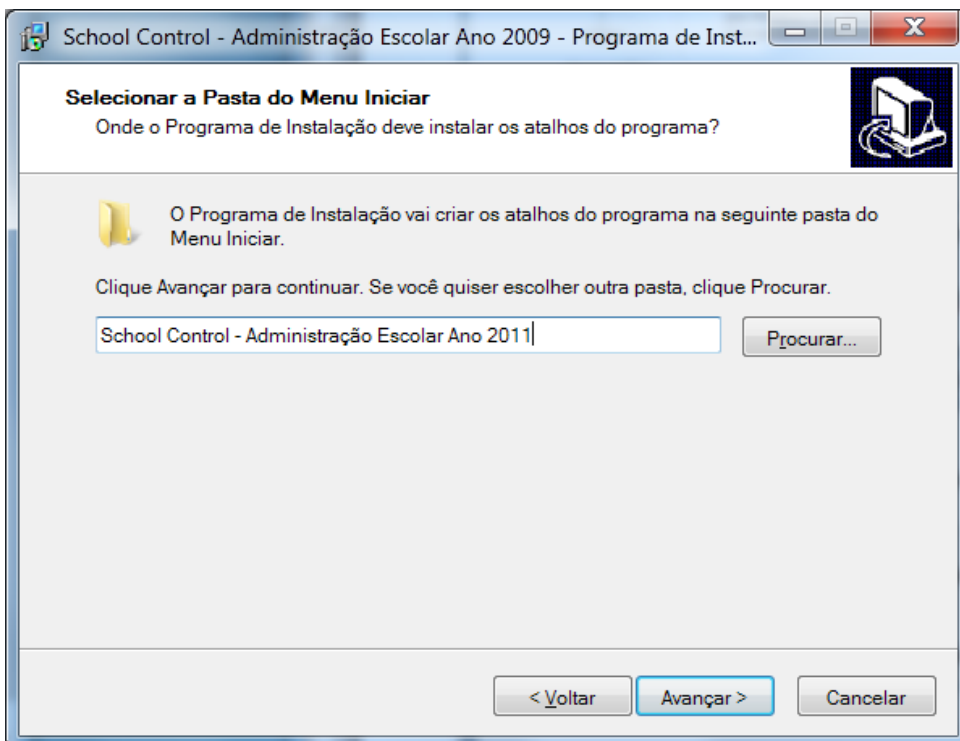 School Control - Administração Escolar Ano 2009 - Programa de Inst...
Selecionar a Pasta do Menu Iniciar
Onde o Programa de Instalação deve instalar os atalhos do programa?
O Programa de Instalação vai criar os atalhos do programa na seguinte pasta do
Menu Iniciar.
Clique Avançar para continuar. Se você quiser escolher outra pasta, clique Procurar.
School Control - Administração Escolar Ano 2011
Procurar...
< Voltar
Avançar >
Cancelar